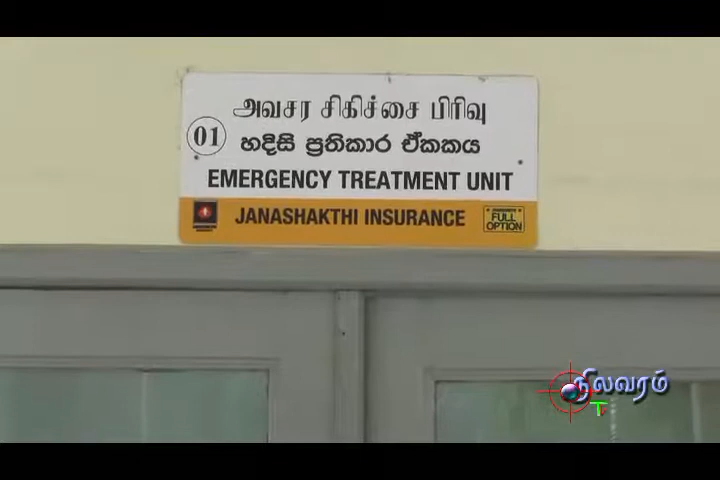 அவசர சிகிச்சை பிரிவு
01
හදිසි ප්‍රතිකාර ඒකකය
EMERGENCY TREATMENT UNIT
JANASHAKTHI INSURANCE
FULL
OPTION
நிலவரம்